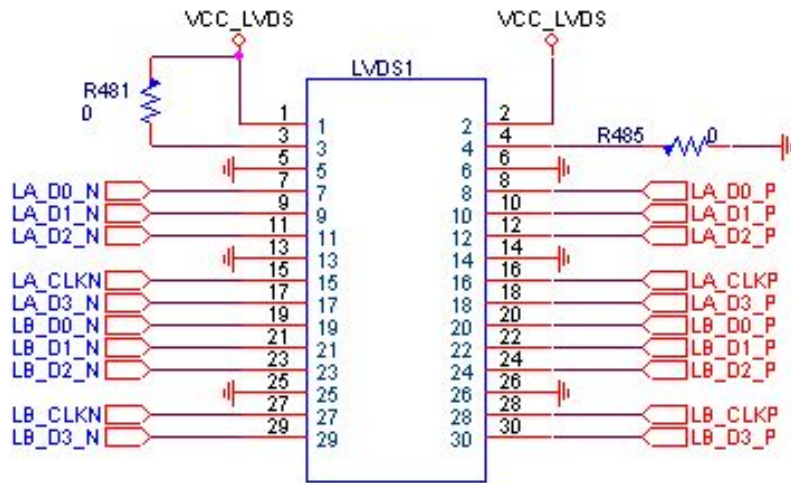 VCC_LVDS VCC_LVDS
LVDS1
R481
0
1 1 2 2
3 3 4 4 R485 0
5 5 6 6
LA_D0_N 7 7 8 8 LA_D0_P
LA_D1_N 9 9 10 10 LA_D1_P
LA_D2_N 11 11 12 12 LA_D2_P
13 13 14 14
LA_CLKN 15 15 16 16 LA_CLKP
LA_D3_N 17 17 18 18 LA_D3_P
LB_D0_N 19 19 20 20 LB_D0_P
LB_D1_N 21 21 22 22 LB_D1_P
LB_D2_N 23 23 24 24 LB_D2_P
25 25 26 26
LB_CLKN 27 27 28 28 LB_CLKP
LB_D3_N 29 29 30 30 LB_D3_P